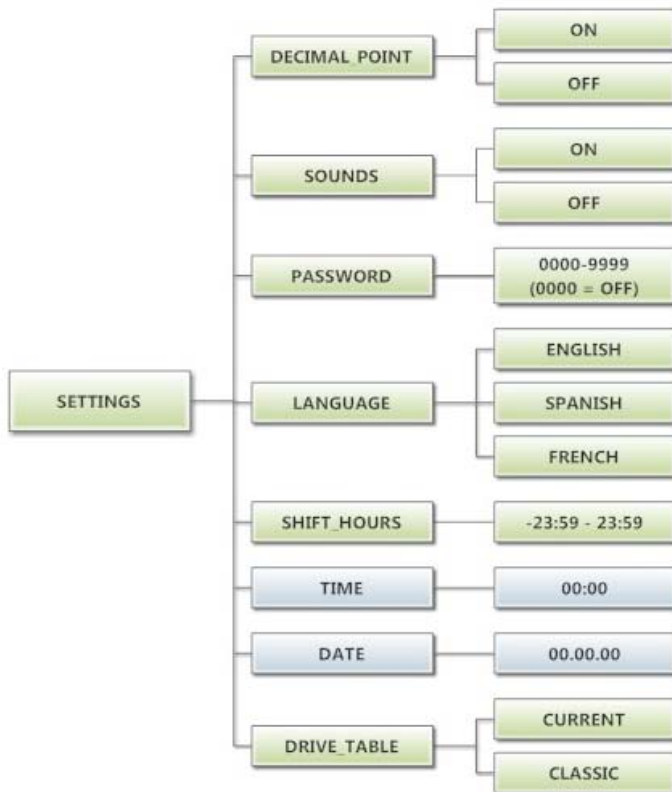 SETTINGS
DECIMAL_POINT
ON
OFF
SOUNDS
ON
OFF
PASSWORD
0000-9999
(0000 = OFF)
LANGUAGE
ENGLISH
SPANISH
FRENCH
SHIFT_HOURS
-23:59 - 23:59
TIME
00:00
DATE
00.00.00
DRIVE_TABLE
CURRENT
CLASSIC